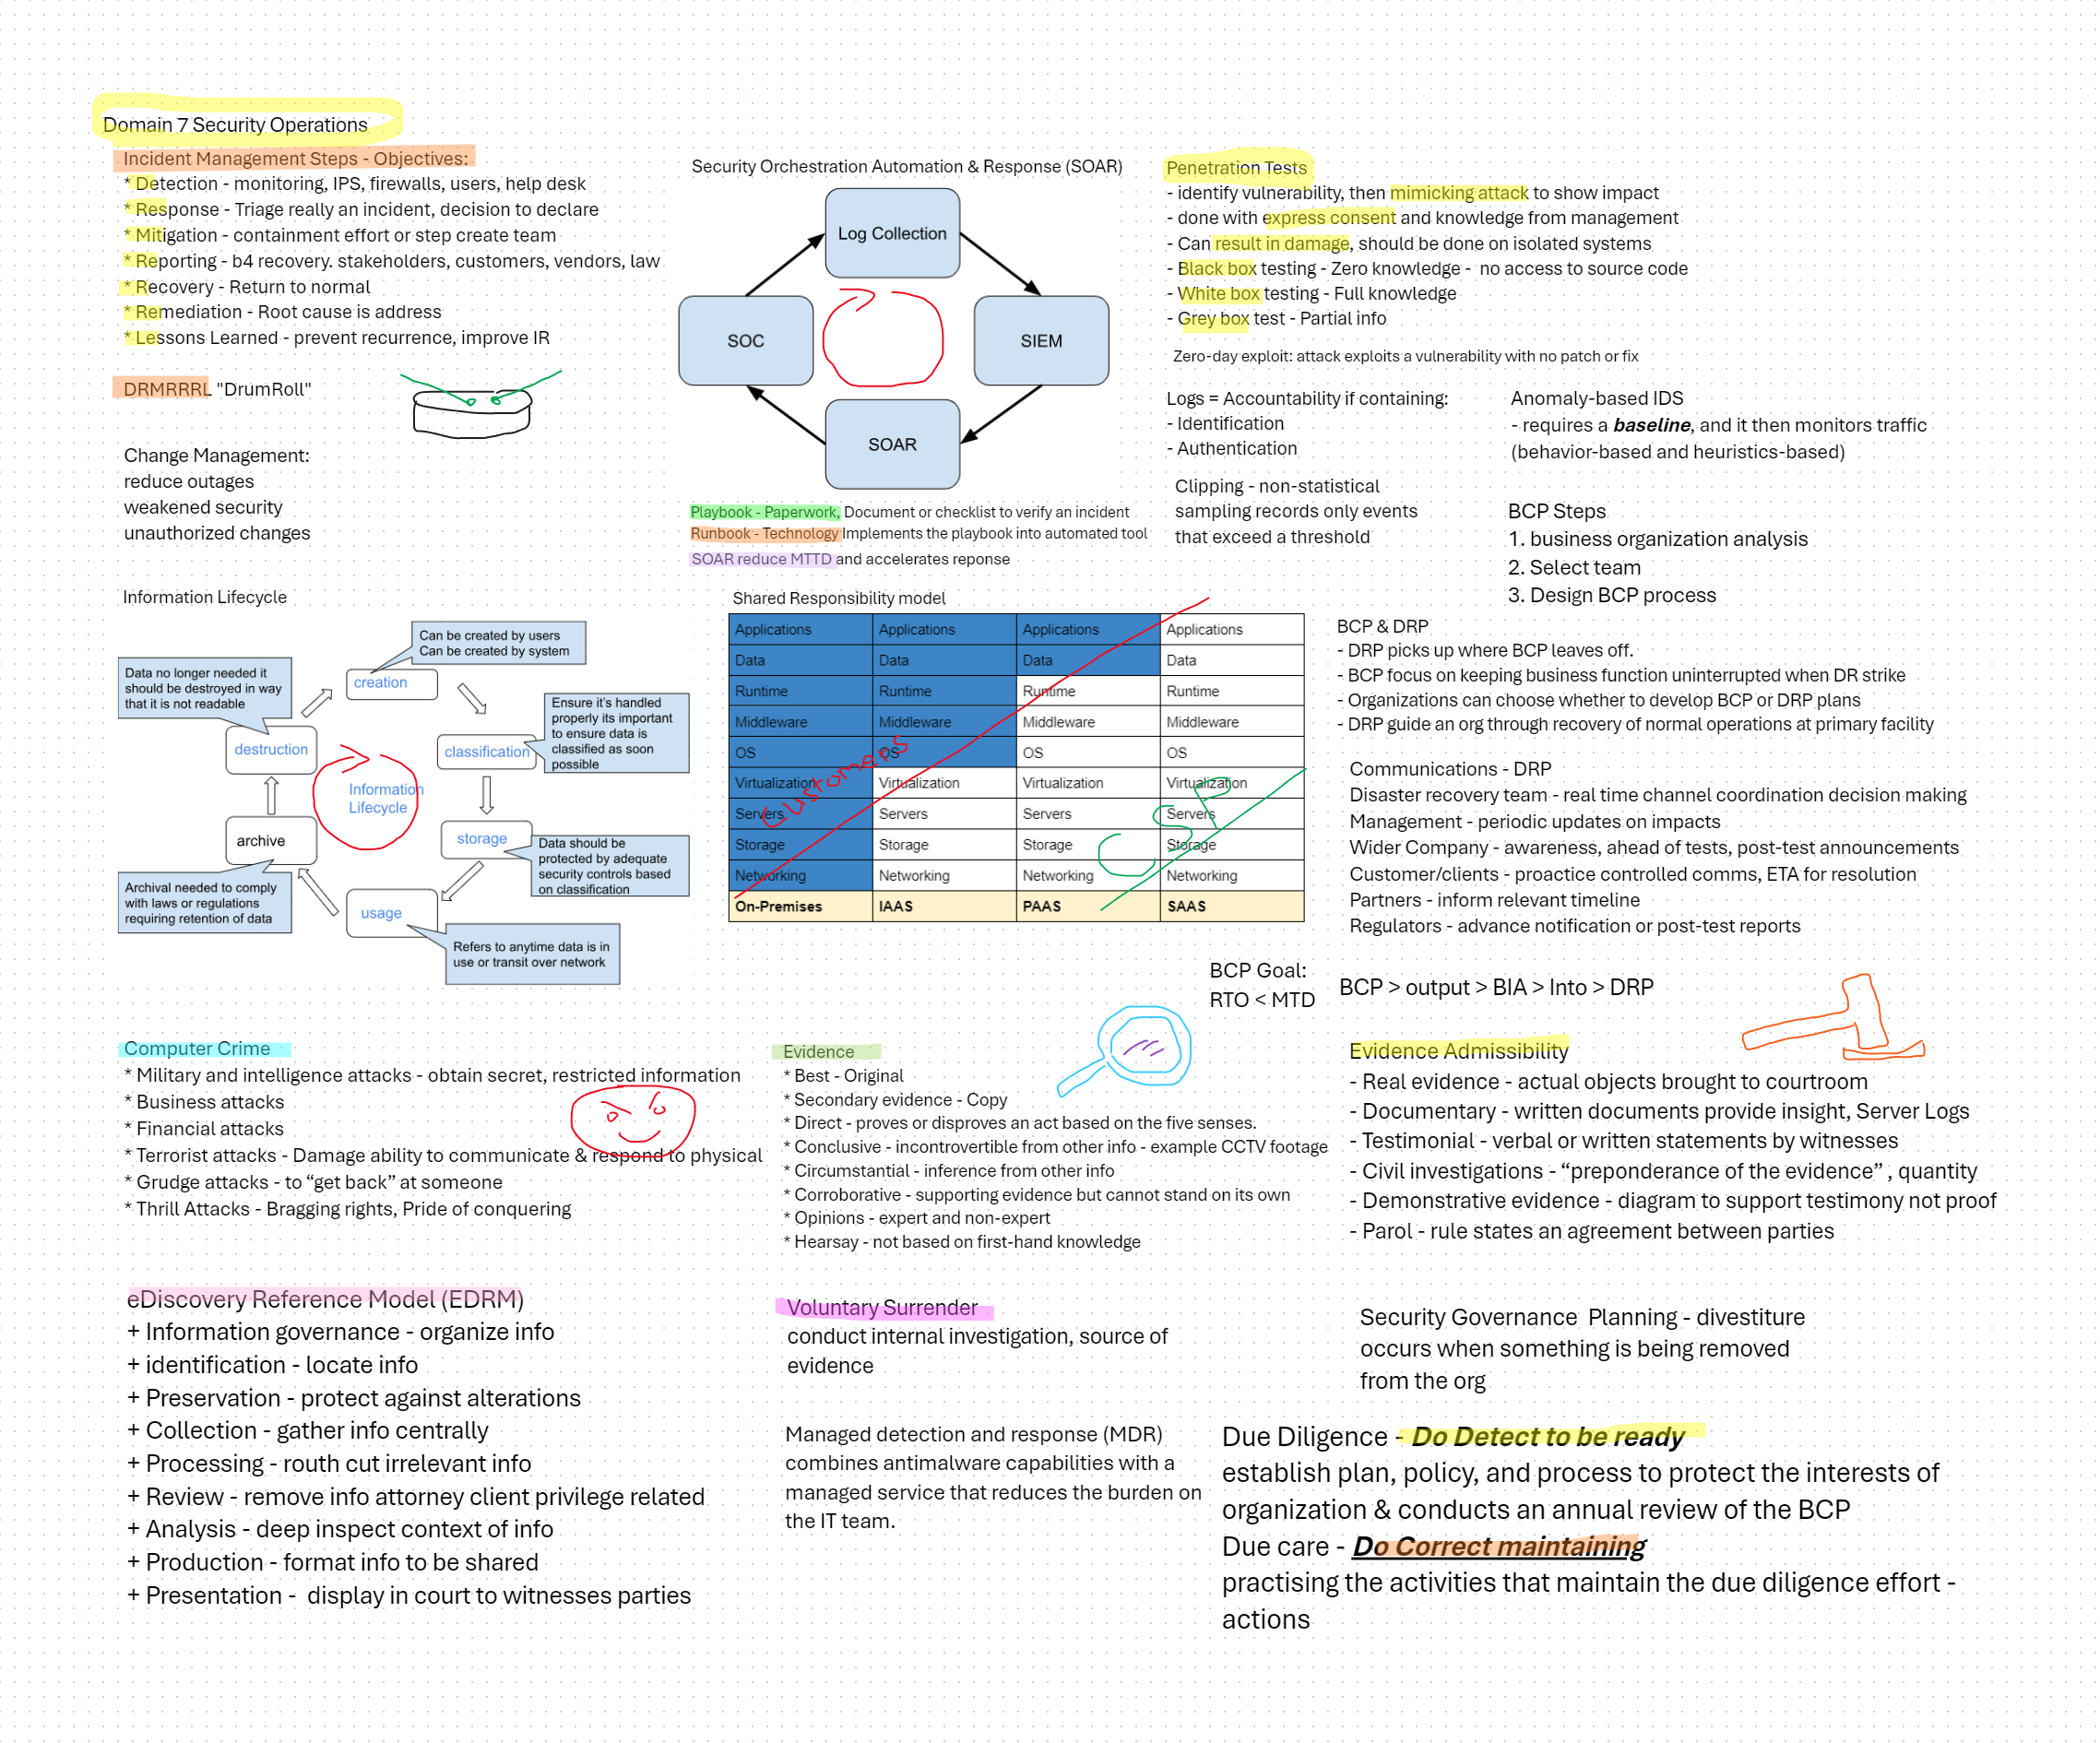 Domain 7 Security Operations
Incident Management Steps - Objectives:
* Detection - monitoring, IPS, firewalls, users, help desk
* Response - Triage really an incident, decision to declare
* Mitigation - containment effort or step create team
* Reporting - b4 recovery. stakeholders, customers, vendors, law
* Recovery - Return to normal
* Remediation - Root cause is address
* Lessons Learned - prevent recurrence, improve IR
DRMRRRL "DrumRoll"
Change Management:
reduce outages
weakened security
unauthorized changes
Security Orchestration Automation & Response (SOAR)
Log Collection
SIEM
SOAR
SOC
Playbook - Paperwork, Document or checklist to verify an incident
Runbook - Technology Implements the playbook into automated tool
SOAR reduce MTTD and accelerates reponse
Penetration Tests
- identify vulnerability, then mimicking attack to show impact
- done with express consent and knowledge from management
- Can result in damage, should be done on isolated systems
- Black box testing - Zero knowledge - no access to source code
- White box testing - Full knowledge
- Grey box test - Partial info
Zero-day exploit: attack exploits a vulnerability with no patch or fix
Logs = Accountability if containing:
- Identification
- Authentication
Clipping - non-statistical
sampling records only events
that exceed a threshold
Anomaly-based IDS
- requires a baseline, and it then monitors traffic
(behavior-based and heuristics-based)
BCP Steps
1. business organization analysis
2. Select team
3. Design BCP process
Information Lifecycle
Can be created by users
Can be created by system
creation
Data no longer needed it
should be destroyed in way
that it is not readable
destruction
Ensure it's handled
properly its important
to ensure data is
classified as soon
possible
classification
Information
Lifecycle
archive
storage
Data should be
protected by adequate
security controls based
on classification
Archival needed to comply
with laws or regulations
requiring retention of data
usage
Refers to anytime data is in
use or transit over network
Shared Responsibility model
Applications Applications Applications Applications
Data Data Data Data
Runtime Runtime Runtime Runtime
Middleware Middleware Middleware Middleware
OS OS OS OS
Virtualization Virtualization Virtualization Virtualization
Servers Servers Servers Servers
Storage Storage Storage Storage
Networking Networking Networking Networking
On-Premises IAAS PAAS SAAS
Customers
CSP
BCP & DRP
- DRP picks up where BCP leaves off.
- BCP focus on keeping business function uninterrupted when DR strike
- Organizations can choose whether to develop BCP or DRP plans
- DRP guide an org through recovery of normal operations at primary facility
Communications - DRP
Disaster recovery team - real time channel coordination decision making
Management - periodic updates on impacts
Wider Company - awareness, ahead of tests, post-test announcements
Customer/clients - proactice controlled comms, ETA for resolution
Partners - inform relevant timeline
Regulators - advance notification or post-test reports
BCP Goal:
RTO < MTD
BCP > output > BIA > Into > DRP
Computer Crime
* Military and intelligence attacks - obtain secret, restricted information
* Business attacks
* Financial attacks
* Terrorist attacks - Damage ability to communicate & respond to physical
* Grudge attacks - to “get back” at someone
* Thrill Attacks - Bragging rights, Pride of conquering
Evidence
* Best - Original
* Secondary evidence - Copy
* Direct - proves or disproves an act based on the five senses.
* Conclusive - incontrovertible from other info - example CCTV footage
* Circumstantial - inference from other info
* Corroborative - supporting evidence but cannot stand on its own
* Opinions - expert and non-expert
* Hearsay - not based on first-hand knowledge
Evidence Admissibility
- Real evidence - actual objects brought to courtroom
- Documentary - written documents provide insight, Server Logs
- Testimonial - verbal or written statements by witnesses
- Civil investigations - “preponderance of the evidence” , quantity
- Demonstrative evidence - diagram to support testimony not proof
- Parol - rule states an agreement between parties
eDiscovery Reference Model (EDRM)
+ Information governance - organize info
+ identification - locate info
+ Preservation - protect against alterations
+ Collection - gather info centrally
+ Processing - routh cut irrelevant info
+ Review - remove info attorney client privilege related
+ Analysis - deep inspect context of info
+ Production - format info to be shared
+ Presentation - display in court to witnesses parties
Voluntary Surrender
conduct internal investigation, source of
evidence
Managed detection and response (MDR)
combines antimalware capabilities with a
managed service that reduces the burden on
the IT team.
Security Governance Planning - divestiture
occurs when something is being removed
from the org
Due Diligence - Do Detect to be ready
establish plan, policy, and process to protect the interests of
organization & conducts an annual review of the BCP
Due care - Do Correct maintaining
practising the activities that maintain the due diligence effort -
actions